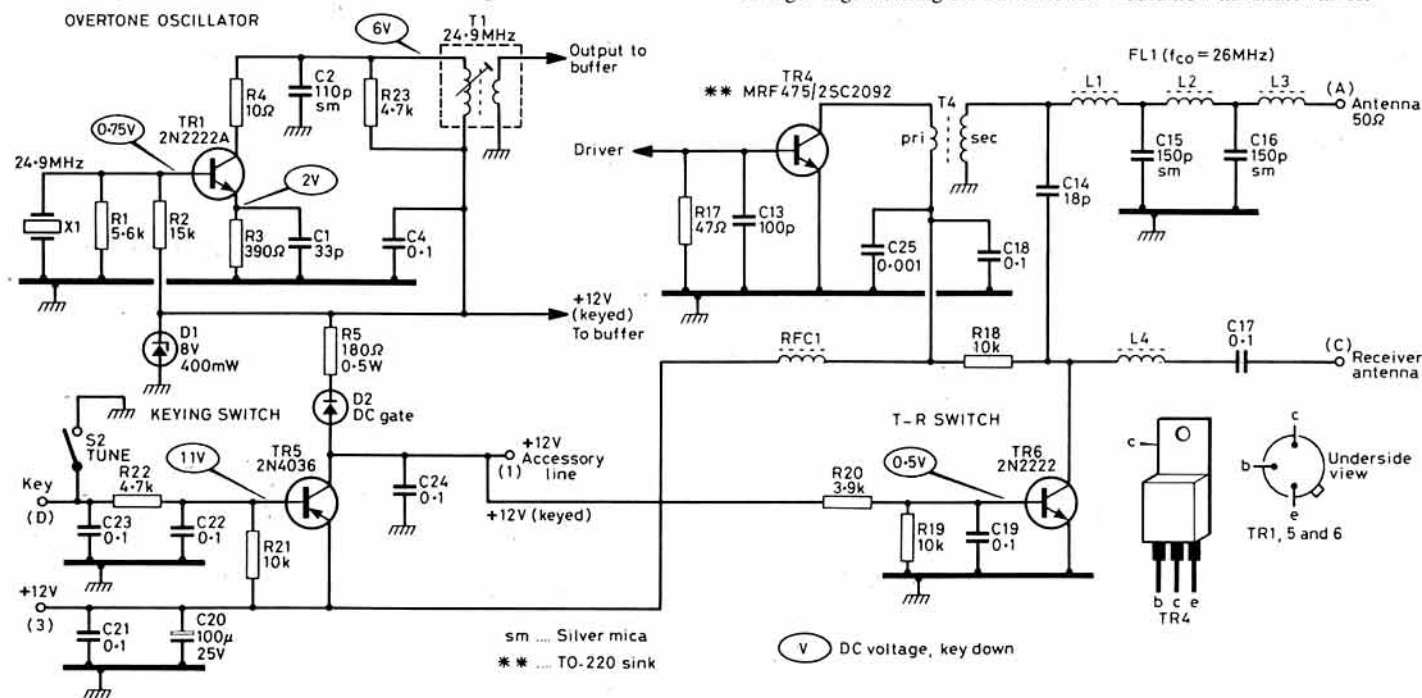 OVERTONE OSCILLATOR
T1
24·9MHz
6V
Output to
buffer
R4
10Ω
C2
110p
sm
R23
4·7k
TR1
2N2222A
0·75V
2V
24·9MHz
X1
R1
5·6k
R2
15k
R3
390Ω
C1
33p
C4
0·1
+12V
(keyed)
To buffer
D1
8V
400mW
R5
180Ω
0·5W
D2
DC gate
KEYING SWITCH
S2
TUNE
11V
TR5
2N4036
+12V
Accessory
line
(1)
Key
(D)
R22
4·7k
C23
0·1
C22
0·1
R21
10k
C24
0·1
+12V(keyed)
+12V
(3)
C21
0·1
C20
100µ
25V
TR4
** MRF475/2SC2092
T4
pri
sec
Driver
R17
47Ω
C13
100p
C25
0·001
C18
0·1
C14
18p
FL1 (fco = 26MHz)
L1
L2
L3
(A)
Antenna
50Ω
C15
150p
sm
C16
150p
sm
RFC1
R18
10k
L4
C17
0·1
(C)
Receiver
antenna
T–R SWITCH
TR6
2N2222
0·5V
R20
3·9k
R19
10k
C19
0·1
c
b c e
TR4
c
b
e
Underside
view
TR1, 5 and 6
sm .... Silver mica
** .... TO-220 sink
V DC voltage, key down